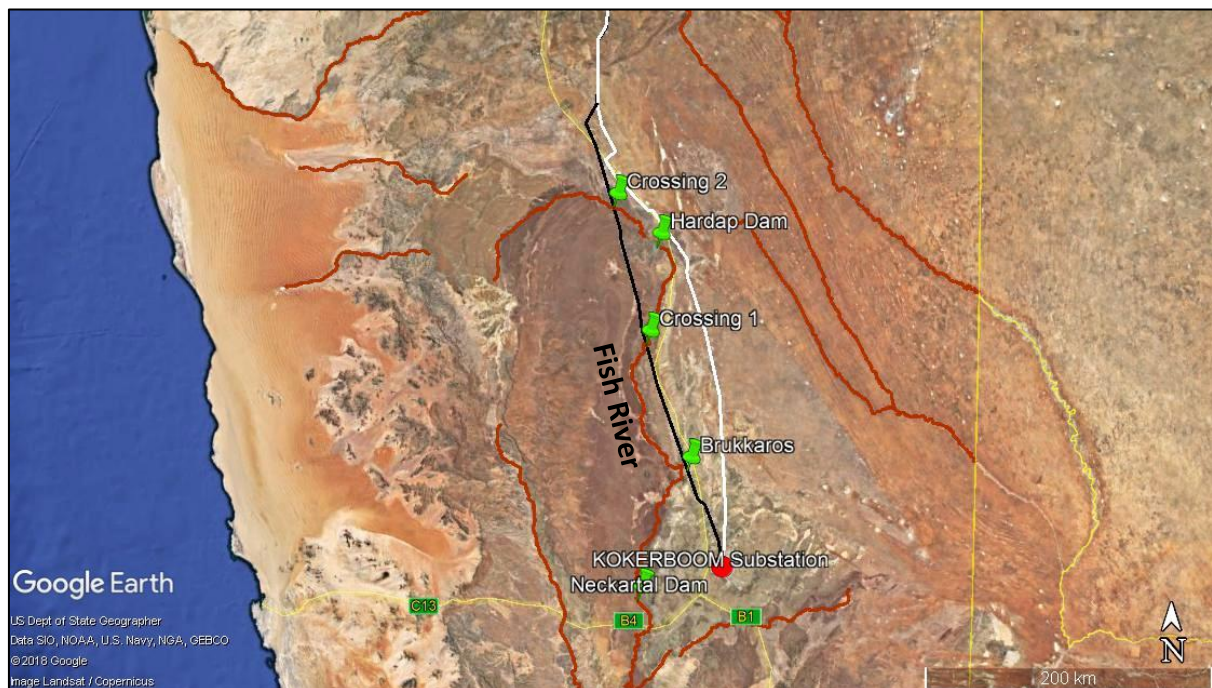 Crossing 2
Hardap Dam
Crossing 1
Fish River
Brukkaros
KOKERBOOM Substation
Neckartal Dam
Google Earth
C13
B4
B1
US Dept of State Geographer
Data SIO, NOAA, U.S. Navy, NGA, GEBCO
© 2018 Google
Image Landsat / Copernicus
N
200 km